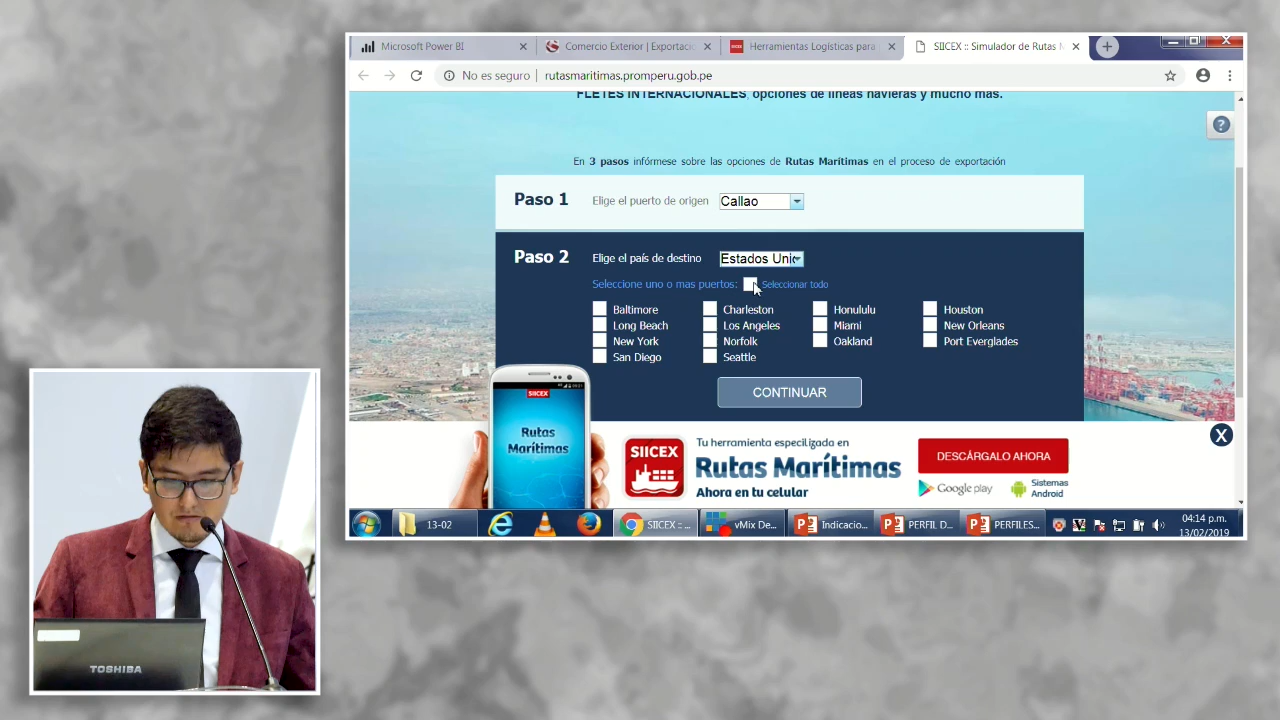 Microsoft Power BI
Comercio Exterior | Exportacio
Herramientas Logísticas para
SIICEX :: Simulador de Rutas M
No es seguro | rutasmaritimas.promperu.gob.pe
FLETES INTERNACIONALES, opciones de líneas navieras y mucho más.
En 3 pasos infórmese sobre las opciones de Rutas Marítimas en el proceso de exportación
Paso 1 Elige el puerto de origen Callao
Paso 2 Elige el país de destino Estados Unic
Seleccione uno o mas puertos: Seleccionar todo
Baltimore Charleston Honolulu Houston
Long Beach Los Angeles Miami New Orleans
New York Norfolk Oakland Port Everglades
San Diego Seattle
CONTINUAR
SIICEX
Rutas
Marítimas
SIICEX
Tu herramienta especilizada en
Rutas Marítimas
Ahora en tu celular
DESCÁRGALO AHORA
Google play
Sistemas
Android
X
13-02
SIICEX :: ...
vMix De...
Indicacio...
PERFIL D...
PERFILES...
04:14 p.m.
13/02/2019
TOSHIBA